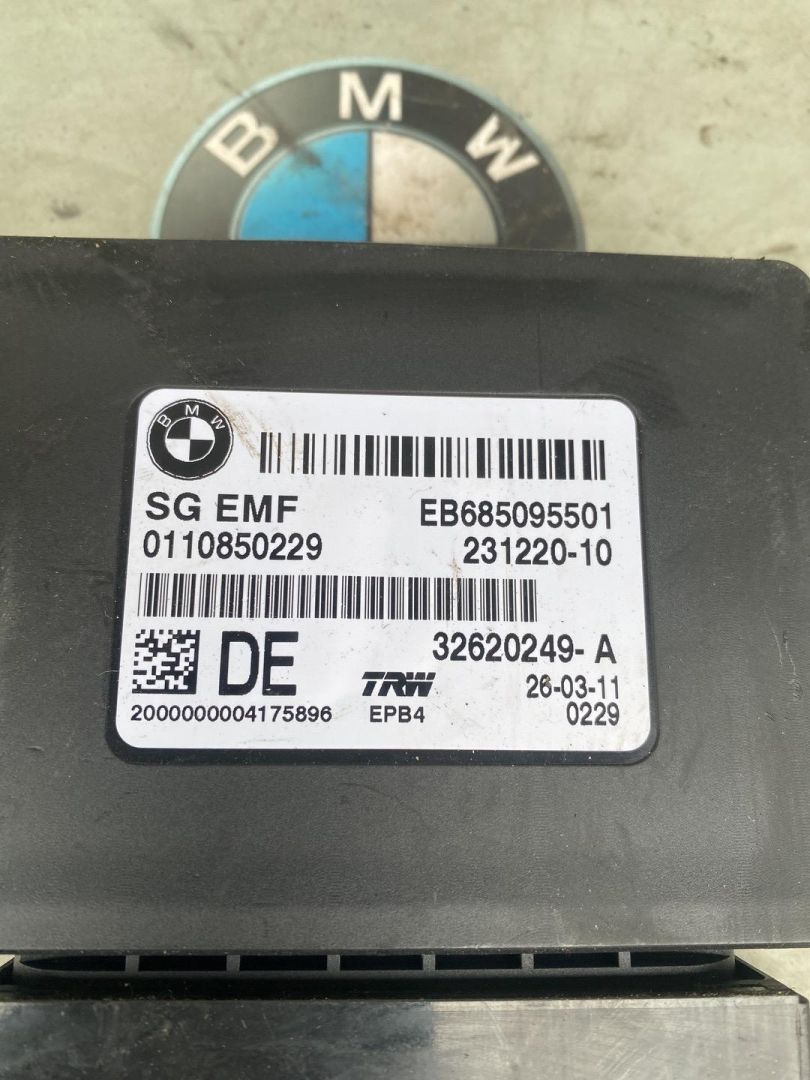 BMW
BMW
SG EMF EB685095501
0110850229 231220-10
DE 32620249- A
TRW 26-03-11
2000000004175896 EPB4 0229